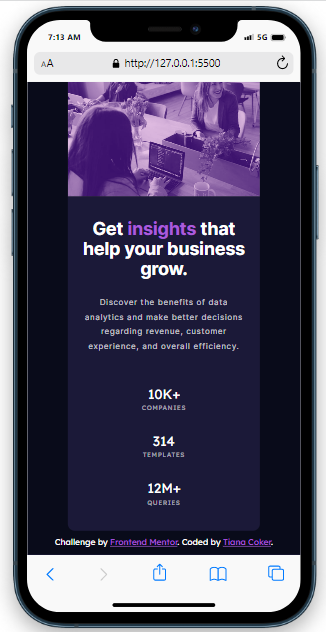 7:13 AM 5G
AA http://127.0.0.1:5500
Get insights that
help your business
grow.
Discover the benefits of data
analytics and make better decisions
regarding revenue, customer
experience, and overall efficiency.
10K+
COMPANIES
314
TEMPLATES
12M+
QUERIES
Challenge by Frontend Mentor. Coded by Tiana Coker.